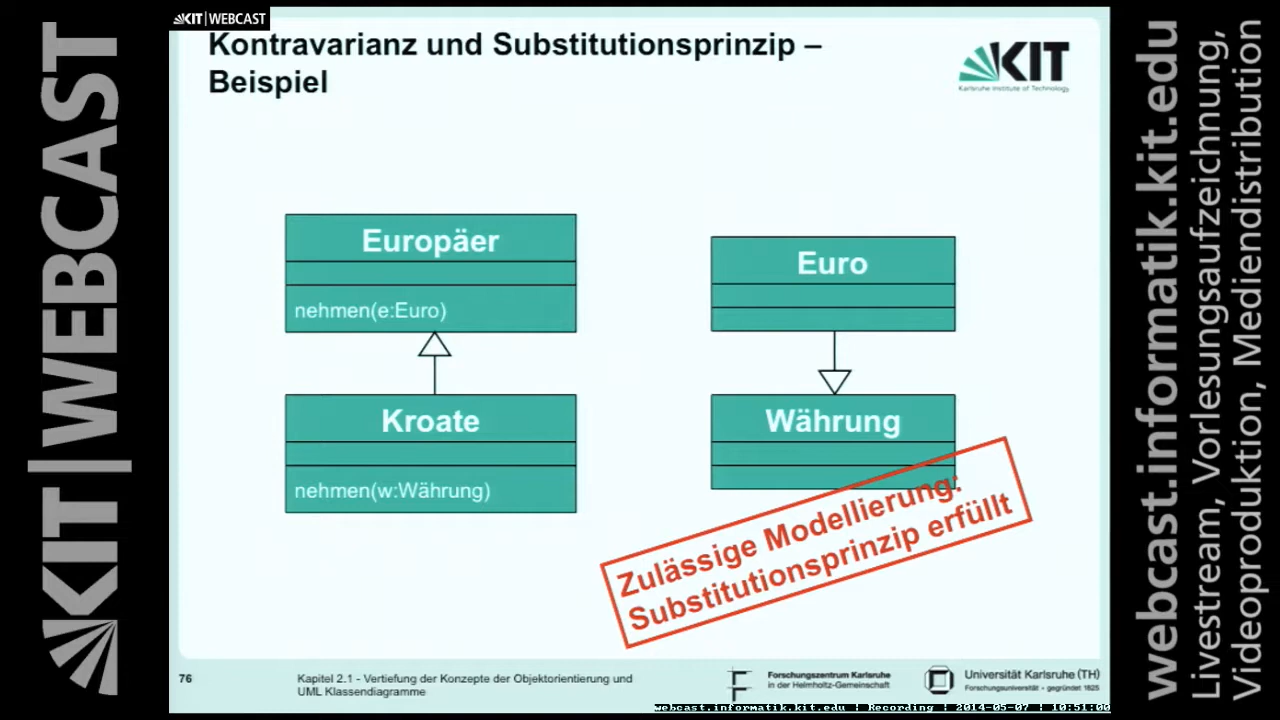 KIT | WEBCAST
KIT|WEBCAST
Kontravarianz und Substitutionsprinzip –
Beispiel
KIT
Karlsruhe Institute of Technology
Europäer
nehmen(e:Euro)
Kroate
nehmen(w:Währung)
Euro
Währung
Zulässige Modellierung:
Substitutionsprinzip erfüllt
76
Kapitel 2.1 - Vertiefung der Konzepte der Objektorientierung und
UML Klassendiagramme
Forschungszentrum Karlsruhe
in der Helmholtz-Gemeinschaft
Universität Karlsruhe (TH)
Forschungsuniversität - gegründet 1825
webcast.informatik.kit.edu | Recording | 2014-05-07 | 10:51:00
webcast.informatik.kit.edu
Livestream, Vorlesungsaufzeichnung,
Videoproduktion, Mediendistribution